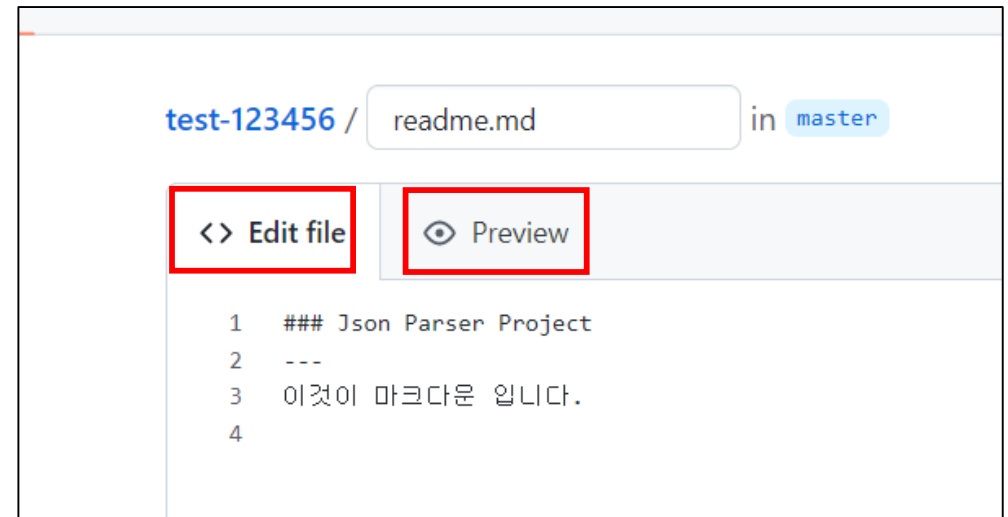 test-123456 / readme.md in master
<> Edit file Preview
1 ### Json Parser Project
2 ---
3 이것이 마크다운 입니다.
4